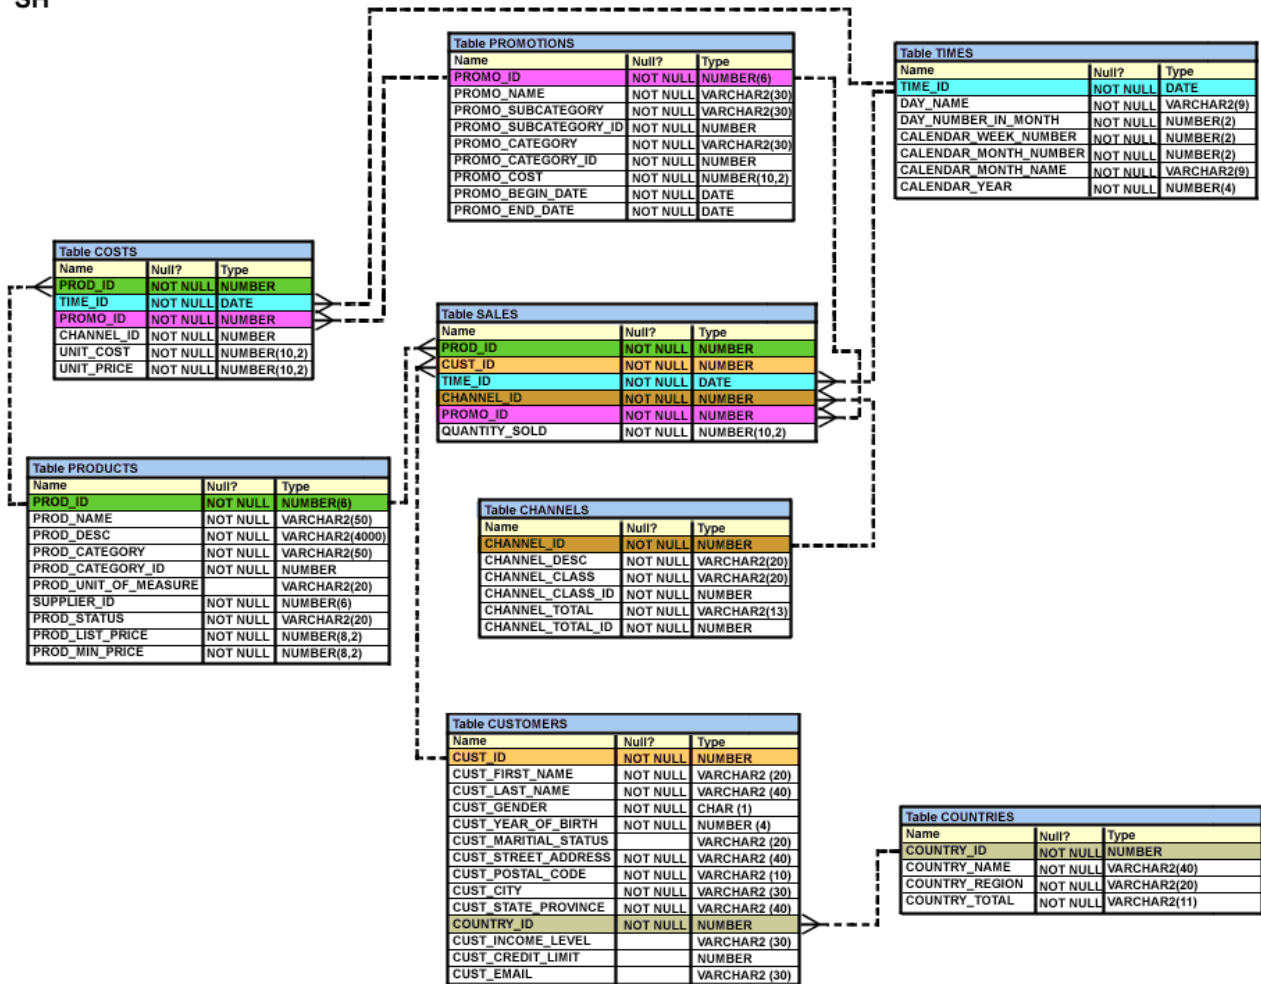 SH
Table PROMOTIONS
Name Null? Type
PROMO_ID NOT NULL NUMBER(6)
PROMO_NAME NOT NULL VARCHAR2(30)
PROMO_SUBCATEGORY NOT NULL VARCHAR2(30)
PROMO_SUBCATEGORY_ID NOT NULL NUMBER
PROMO_CATEGORY NOT NULL VARCHAR2(30)
PROMO_CATEGORY_ID NOT NULL NUMBER
PROMO_COST NOT NULL NUMBER(10,2)
PROMO_BEGIN_DATE NOT NULL DATE
PROMO_END_DATE NOT NULL DATE
Table TIMES
Name Null? Type
TIME_ID NOT NULL DATE
DAY_NAME NOT NULL VARCHAR2(9)
DAY_NUMBER_IN_MONTH NOT NULL NUMBER(2)
CALENDAR_WEEK_NUMBER NOT NULL NUMBER(2)
CALENDAR_MONTH_NUMBER NOT NULL NUMBER(2)
CALENDAR_MONTH_NAME NOT NULL VARCHAR2(9)
CALENDAR_YEAR NOT NULL NUMBER(4)
Table COSTS
Name Null? Type
PROD_ID NOT NULL NUMBER
TIME_ID NOT NULL DATE
PROMO_ID NOT NULL NUMBER
CHANNEL_ID NOT NULL NUMBER
UNIT_COST NOT NULL NUMBER(10,2)
UNIT_PRICE NOT NULL NUMBER(10,2)
Table SALES
Name Null? Type
PROD_ID NOT NULL NUMBER
CUST_ID NOT NULL NUMBER
TIME_ID NOT NULL DATE
CHANNEL_ID NOT NULL NUMBER
PROMO_ID NOT NULL NUMBER
QUANTITY_SOLD NOT NULL NUMBER(10,2)
Table PRODUCTS
Name Null? Type
PROD_ID NOT NULL NUMBER(6)
PROD_NAME NOT NULL VARCHAR2(50)
PROD_DESC NOT NULL VARCHAR2(4000)
PROD_CATEGORY NOT NULL VARCHAR2(50)
PROD_CATEGORY_ID NOT NULL NUMBER
PROD_UNIT_OF_MEASURE VARCHAR2(20)
SUPPLIER_ID NOT NULL NUMBER(6)
PROD_STATUS NOT NULL VARCHAR2(20)
PROD_LIST_PRICE NOT NULL NUMBER(8,2)
PROD_MIN_PRICE NOT NULL NUMBER(8,2)
Table CHANNELS
Name Null? Type
CHANNEL_ID NOT NULL NUMBER
CHANNEL_DESC NOT NULL VARCHAR2(20)
CHANNEL_CLASS NOT NULL VARCHAR2(20)
CHANNEL_CLASS_ID NOT NULL NUMBER
CHANNEL_TOTAL NOT NULL VARCHAR2(13)
CHANNEL_TOTAL_ID NOT NULL NUMBER
Table CUSTOMERS
Name Null? Type
CUST_ID NOT NULL NUMBER
CUST_FIRST_NAME NOT NULL VARCHAR2 (20)
CUST_LAST_NAME NOT NULL VARCHAR2 (40)
CUST_GENDER NOT NULL CHAR (1)
CUST_YEAR_OF_BIRTH NOT NULL NUMBER (4)
CUST_MARITIAL_STATUS VARCHAR2 (20)
CUST_STREET_ADDRESS NOT NULL VARCHAR2 (40)
CUST_POSTAL_CODE NOT NULL VARCHAR2 (10)
CUST_CITY NOT NULL VARCHAR2 (30)
CUST_STATE_PROVINCE NOT NULL VARCHAR2 (40)
COUNTRY_ID NOT NULL NUMBER
CUST_INCOME_LEVEL VARCHAR2 (30)
CUST_CREDIT_LIMIT NUMBER
CUST_EMAIL VARCHAR2 (30)
Table COUNTRIES
Name Null? Type
COUNTRY_ID NOT NULL NUMBER
COUNTRY_NAME NOT NULL VARCHAR2(40)
COUNTRY_REGION NOT NULL VARCHAR2(20)
COUNTRY_TOTAL NOT NULL VARCHAR2(11)